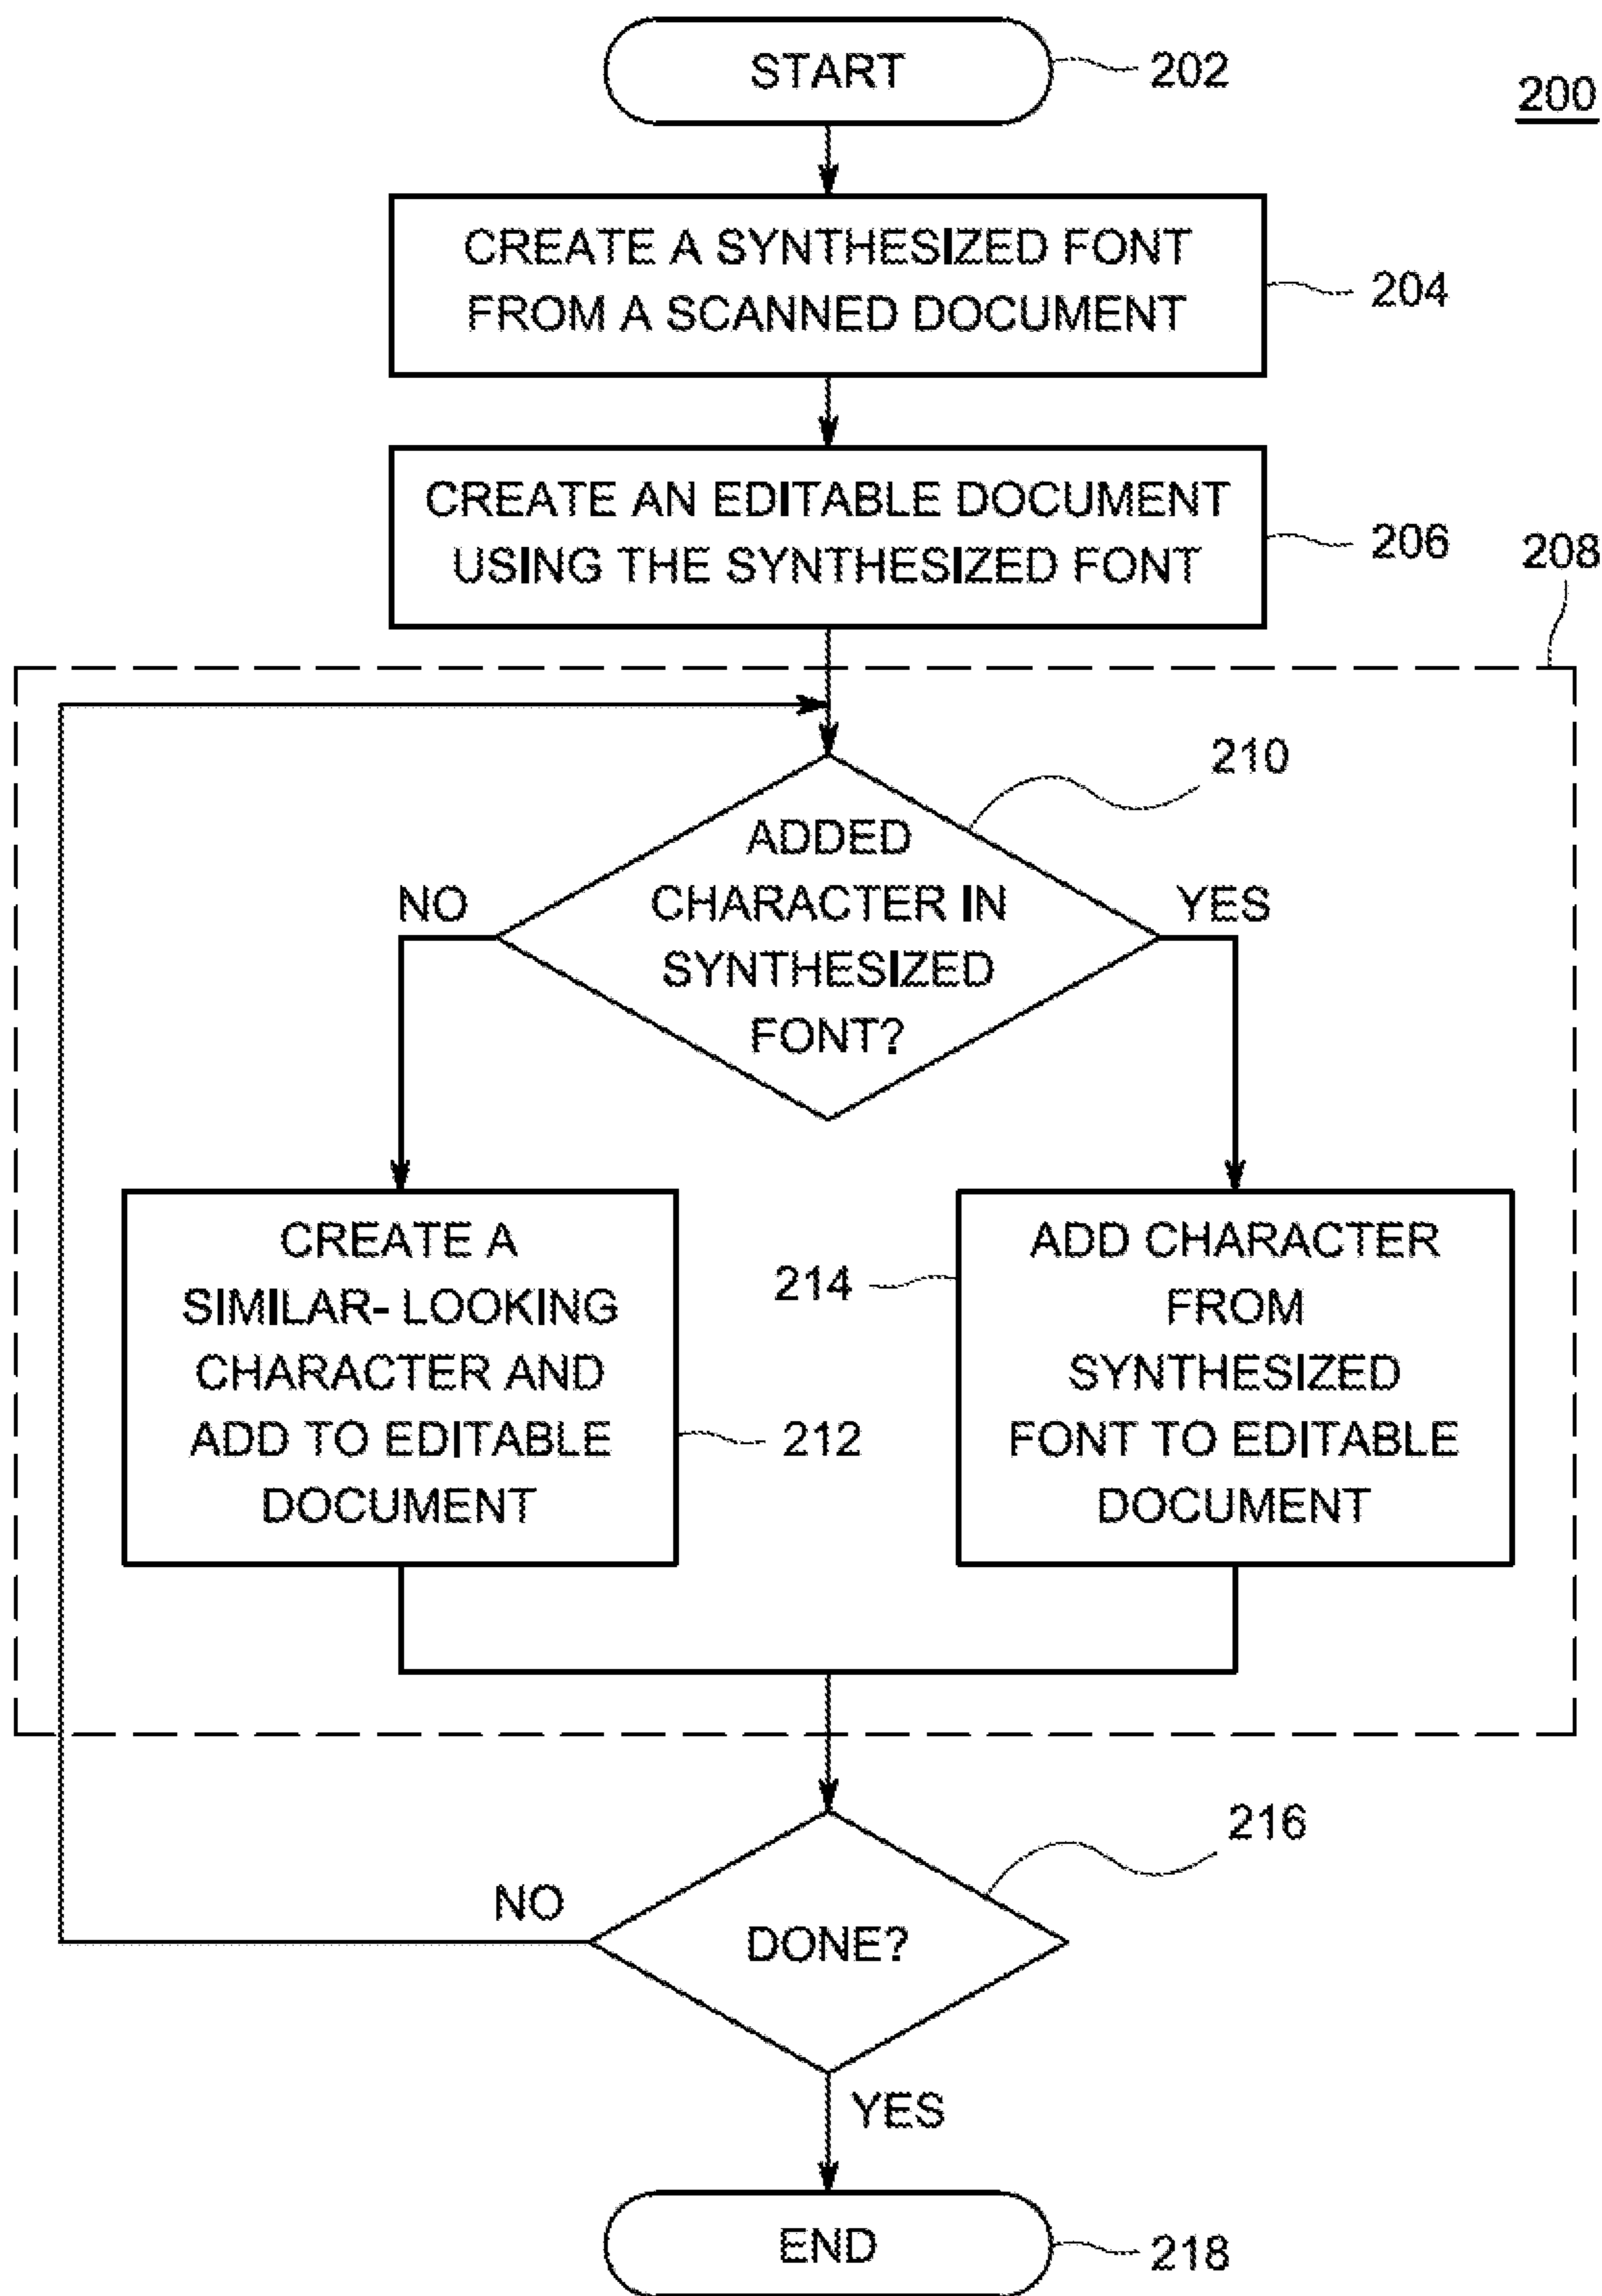 START
202
200
CREATE A SYNTHESIZED FONT
FROM A SCANNED DOCUMENT
204
CREATE AN EDITABLE DOCUMENT
USING THE SYNTHESIZED FONT
206
208
210
ADDED
CHARACTER IN
SYNTHESIZED
FONT?
NO
YES
CREATE A
SIMILAR- LOOKING
CHARACTER AND
ADD TO EDITABLE
DOCUMENT
212
214
ADD CHARACTER
FROM
SYNTHESIZED
FONT TO EDITABLE
DOCUMENT
216
DONE?
NO
YES
END
218